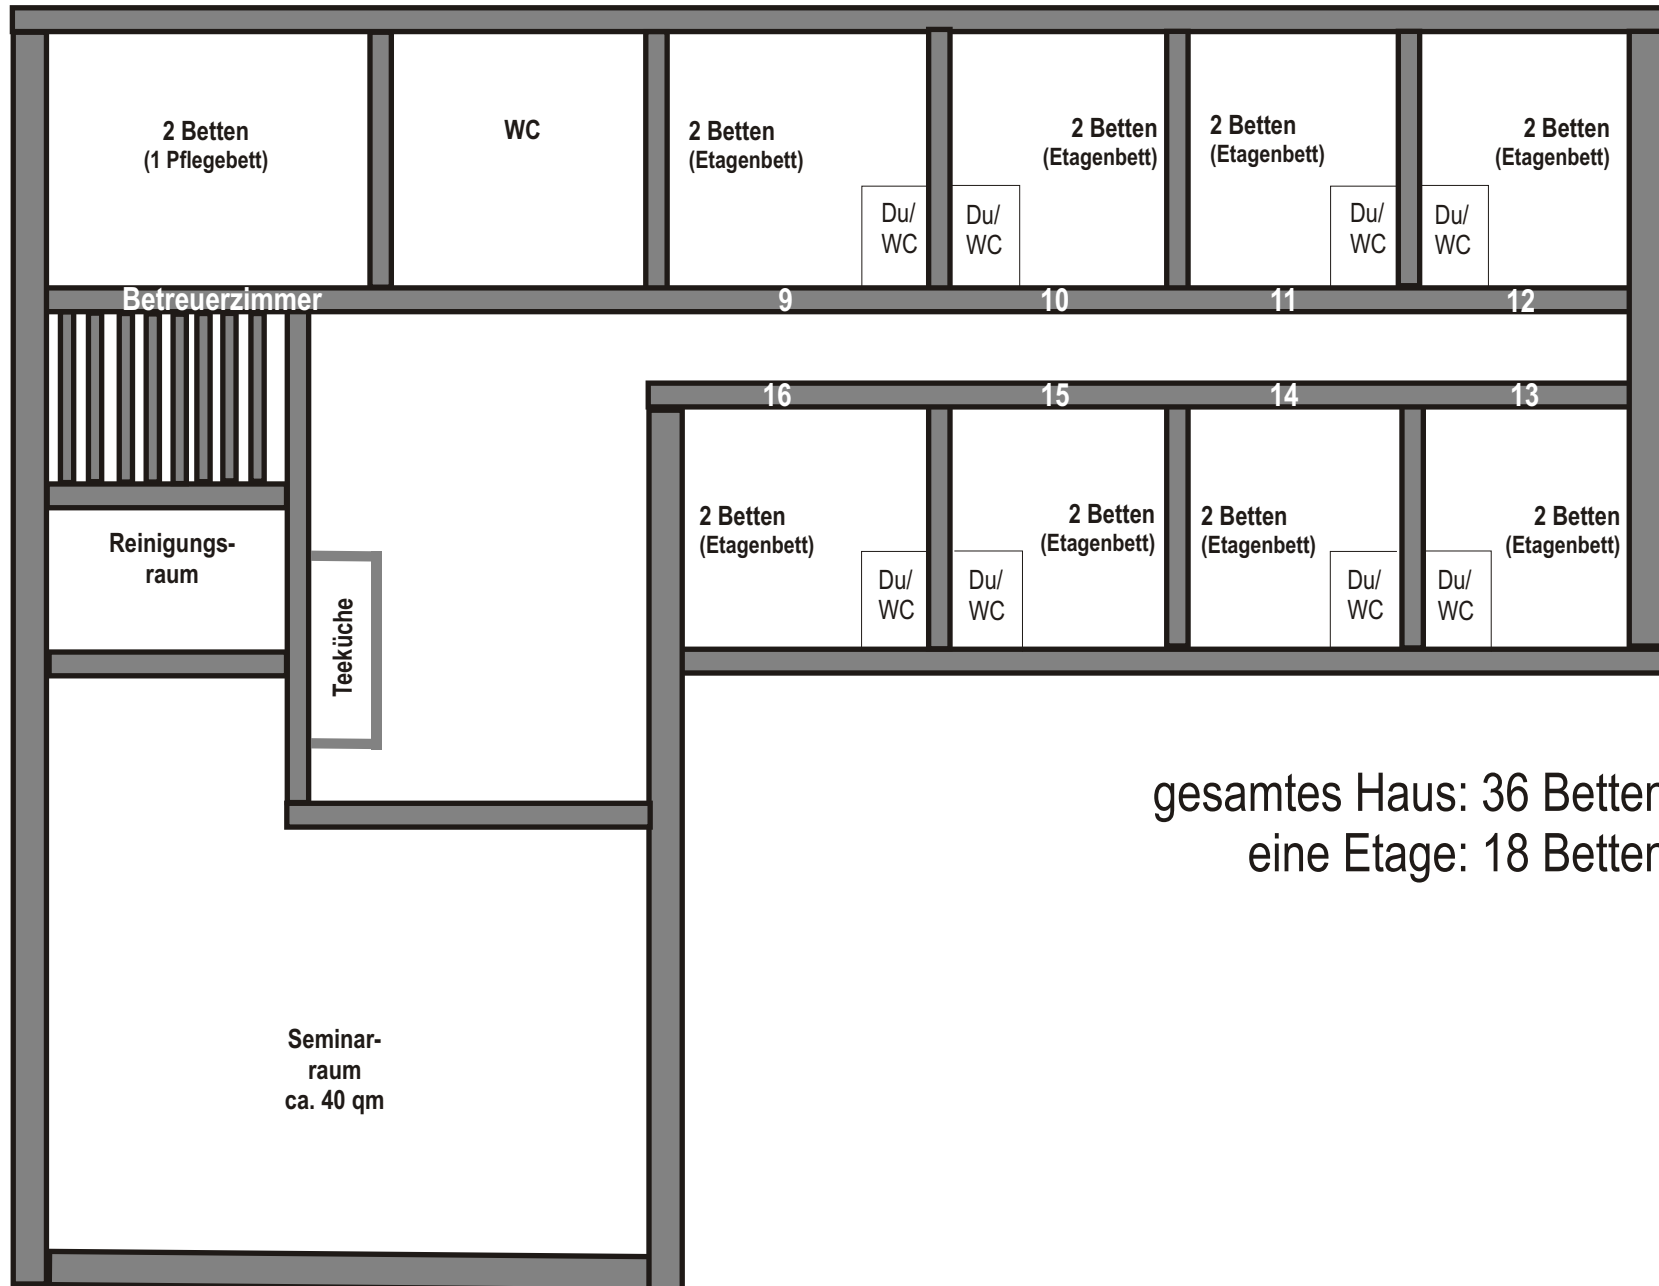 2 Betten
(1 Pflegebett)
WC
2 Betten
(Etagenbett)
2 Betten
(Etagenbett)
2 Betten
(Etagenbett)
2 Betten
(Etagenbett)
Du/
WC
Du/
WC
Du/
WC
Du/
WC
Betreuerzimmer
9
10
11
12
16
15
14
13
2 Betten
(Etagenbett)
2 Betten
(Etagenbett)
2 Betten
(Etagenbett)
2 Betten
(Etagenbett)
Du/
WC
Du/
WC
Du/
WC
Du/
WC
Reinigungs-
raum
Teeküche
gesamtes Haus: 36 Betten
eine Etage: 18 Betten
Seminar-
raum
ca. 40 qm